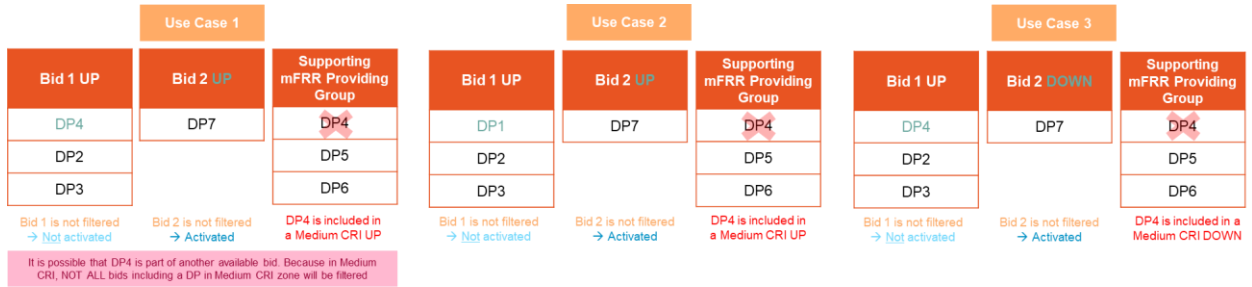 Use Case 1
Bid 1 UP
Bid 2 UP
Supporting
mFRR Providing
Group
DP4
DP7
DP4
DP2
DP5
DP3
DP6
Bid 1 is not filtered
→ Not activated
Bid 2 is not filtered
→ Activated
DP4 is included in
a Medium CRI UP
It is possible that DP4 is part of another available bid. Because in Medium
CRI, NOT ALL bids including a DP in Medium CRI zone will be filtered
Use Case 2
Bid 1 UP
Bid 2 UP
Supporting
mFRR Providing
Group
DP1
DP7
DP4
DP2
DP5
DP3
DP6
Bid 1 is not filtered
→ Not activated
Bid 2 is not filtered
→ Activated
DP4 is included in
a Medium CRI UP
Use Case 3
Bid 1 UP
Bid 2 DOWN
Supporting
mFRR Providing
Group
DP4
DP7
DP4
DP2
DP5
DP3
DP6
Bid 1 is not filtered
→ Not activated
Bid 2 is not filtered
→ Activated
DP4 is included in a
Medium CRI DOWN